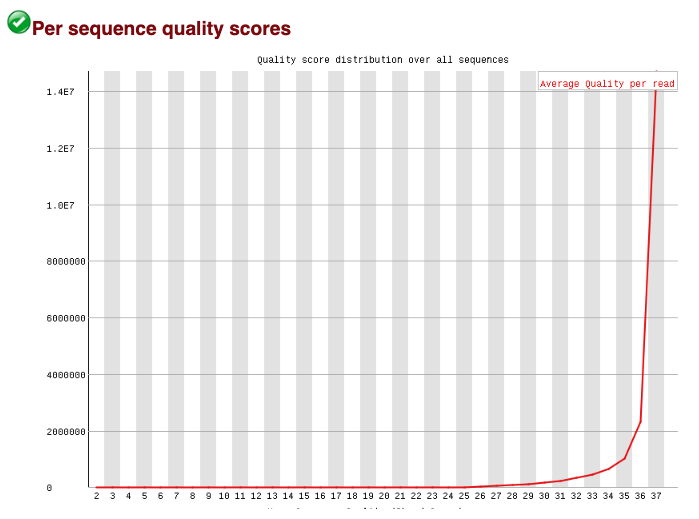 Per sequence quality scores
Quality score distribution over all sequences
Average Quality per read
1.4E7
1.2E7
1.0E7
8000000
6000000
4000000
2000000
0
2 3 4 5 6 7 8 9 10 11 12 13 14 15 16 17 18 19 20 21 22 23 24 25 26 27 28 29 30 31 32 33 34 35 36 37